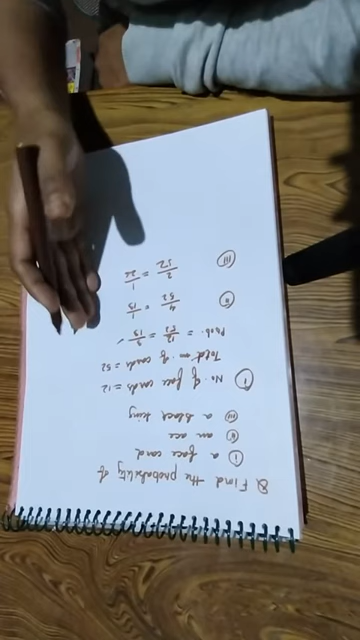 Q Find the probability of
(i) a face card
(ii) an ace
(iii) a black king
(i) No. of face cards = 12
Total no. of cards = 52
Prob. = 12/52 = 3/13
(ii) 4/52 = 1/13
(iii) 2/52 = 1/26